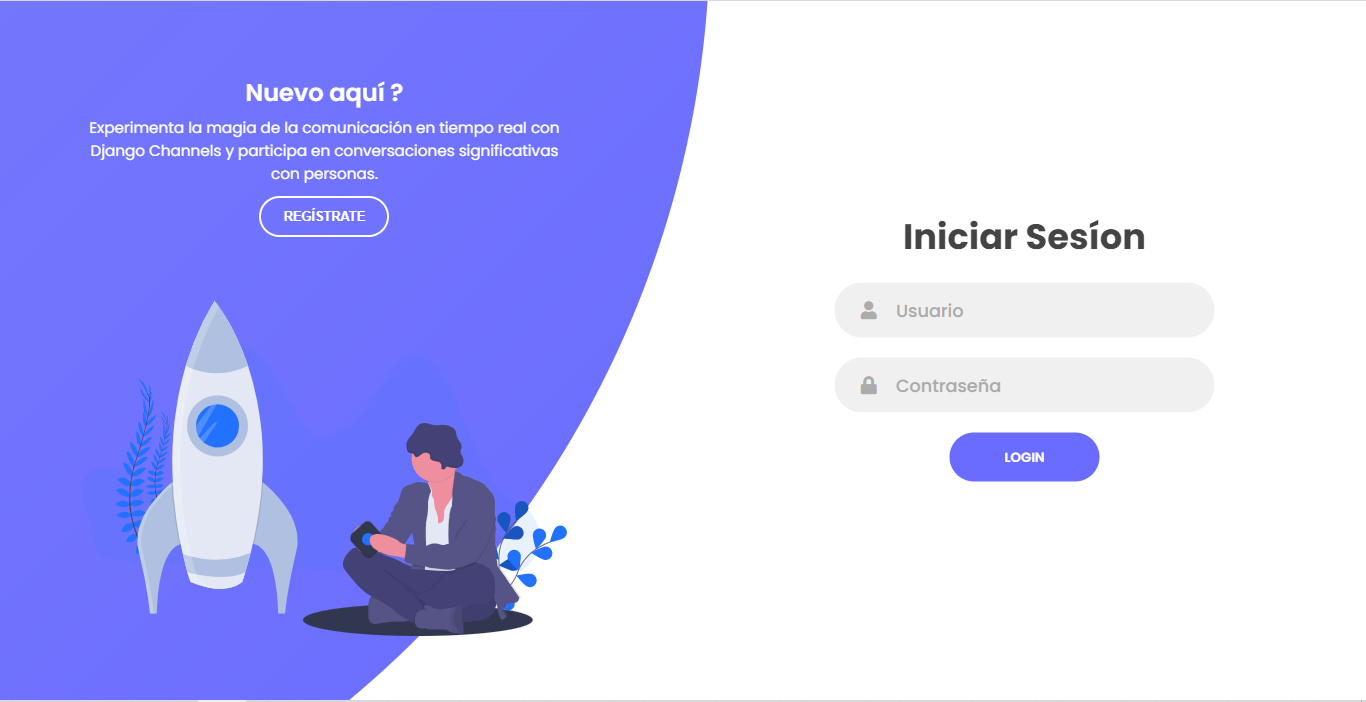 Nuevo aquí ?
Experimenta la magia de la comunicación en tiempo real con
Django Channels y participa en conversaciones significativas
con personas.
REGÍSTRATE
Iniciar Sesíon
Usuario
Contraseña
LOGIN